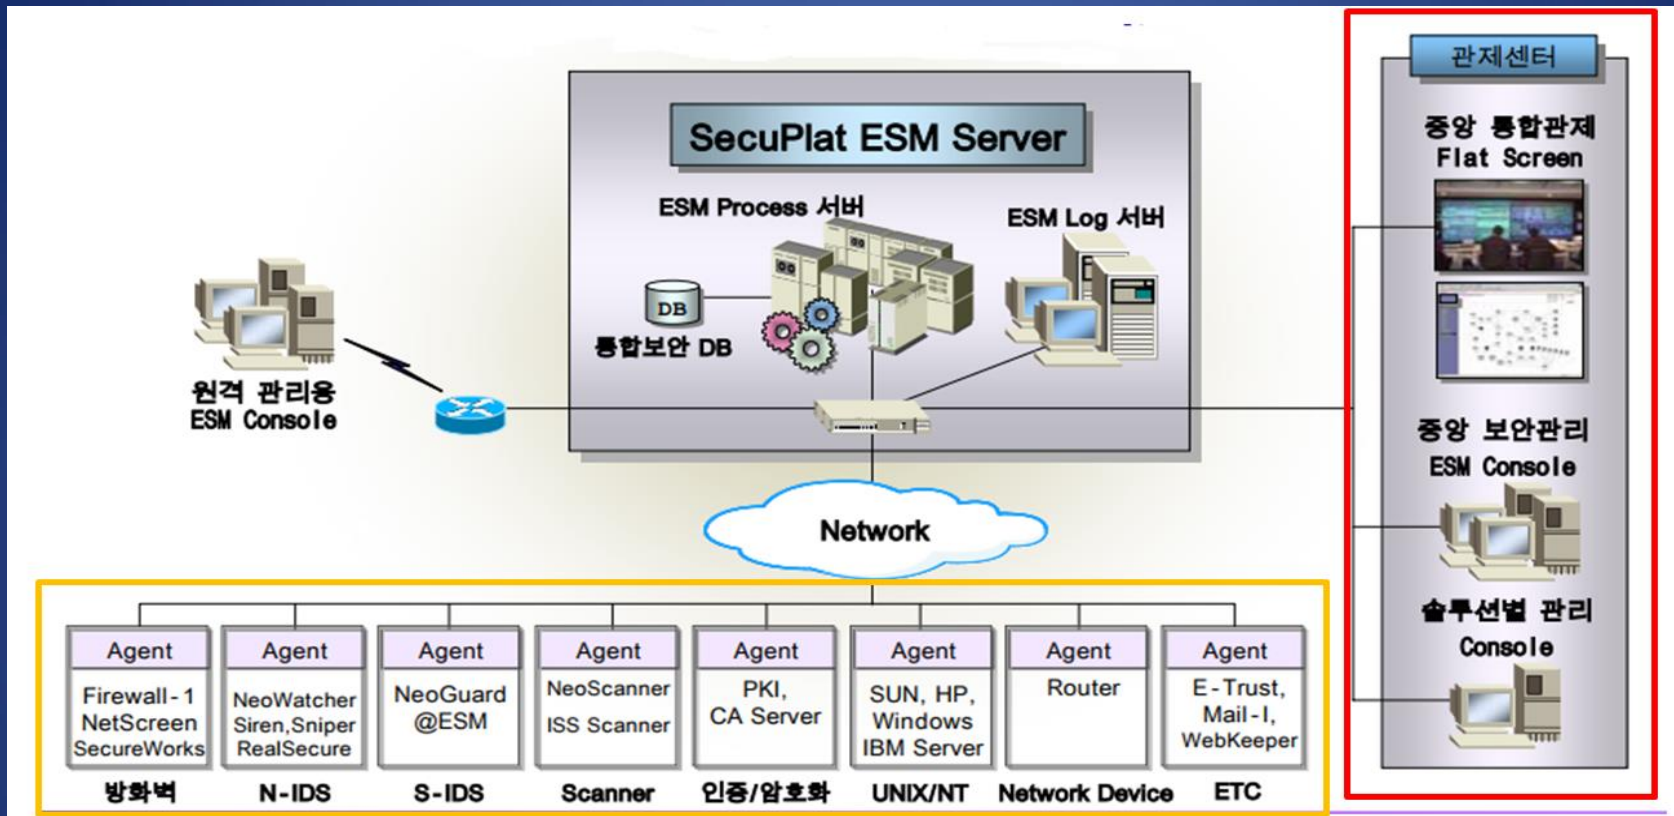 SecuPlat ESM Server
ESM Process 서버
ESM Log 서버
DB
통합보안 DB
원격 관리용
ESM Console
Network
관제센터
중앙 통합관제
Flat Screen
중앙 보안관리
ESM Console
솔루션별 관리
Console
Agent
Firewall-1
NetScreen
SecureWorks
방화벽
Agent
NeoWatcher
Siren,Sniper
RealSecure
N-IDS
Agent
NeoGuard
@ESM
S-IDS
Agent
NeoScanner
ISS Scanner
Scanner
Agent
PKI,
CA Server
인증/암호화
Agent
SUN, HP,
Windows
IBM Server
UNIX/NT
Agent
Router
Network Device
Agent
E-Trust,
Mail-I,
WebKeeper
ETC